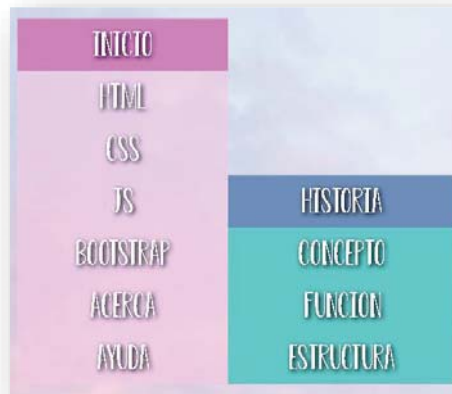 INICIO
HTML
CSS
JS
BOOTSTRAP
ACERCA
AYUDA
HISTORIA
CONCEPTO
FUNCION
ESTRUCTURA